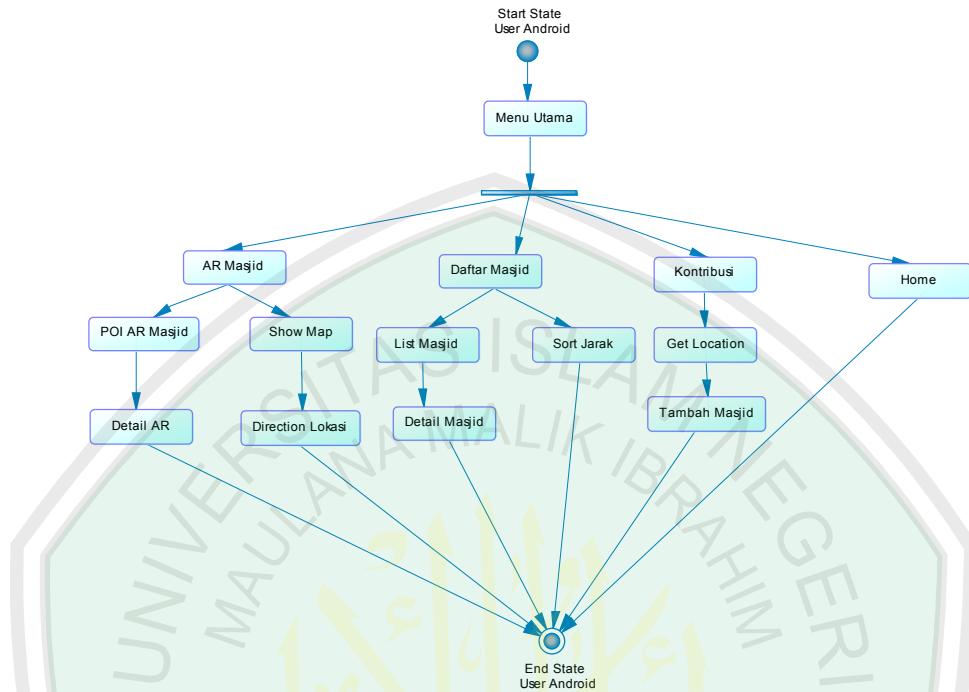 Start State
User Android
Menu Utama
AR Masjid
Daftar Masjid
Kontribusi
Home
POI AR Masjid
Show Map
List Masjid
Sort Jarak
Get Location
Detail AR
Direction Lokasi
Detail Masjid
Tambah Masjid
UNIVERSITAS ISLAM NEGERI
MAULANA MALIK IBRAHIM
End State
User Android